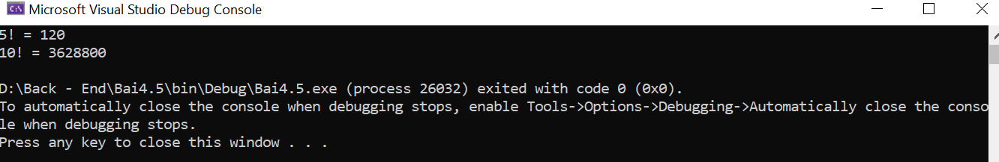 Microsoft Visual Studio Debug Console
5! = 120
10! = 3628800
D:\Back - End\Bai4.5\bin\Debug\Bai4.5.exe (process 26032) exited with code 0 (0x0).
To automatically close the console when debugging stops, enable Tools->Options->Debugging->Automatically close the conso
le when debugging stops.
Press any key to close this window . . .